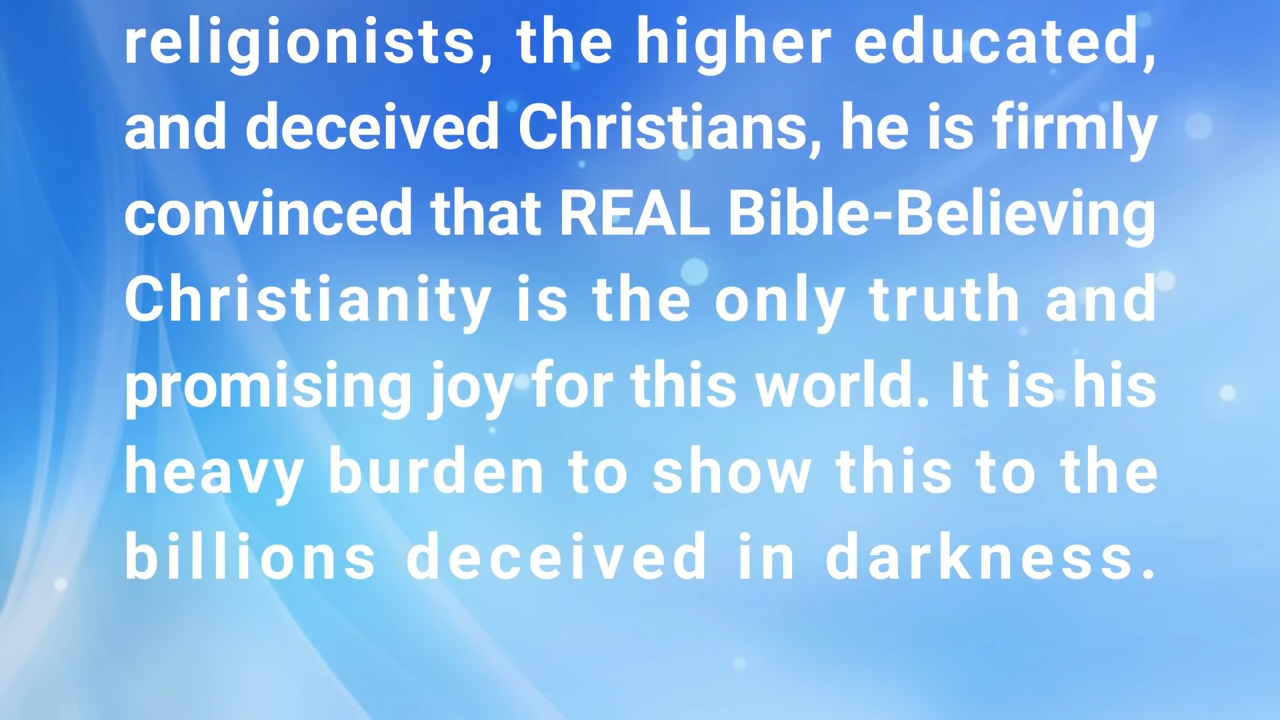 religionists, the higher educated,
and deceived Christians, he is firmly
convinced that REAL Bible-Believing
Christianity is the only truth and
promising joy for this world. It is his
heavy burden to show this to the
billions deceived in darkness.